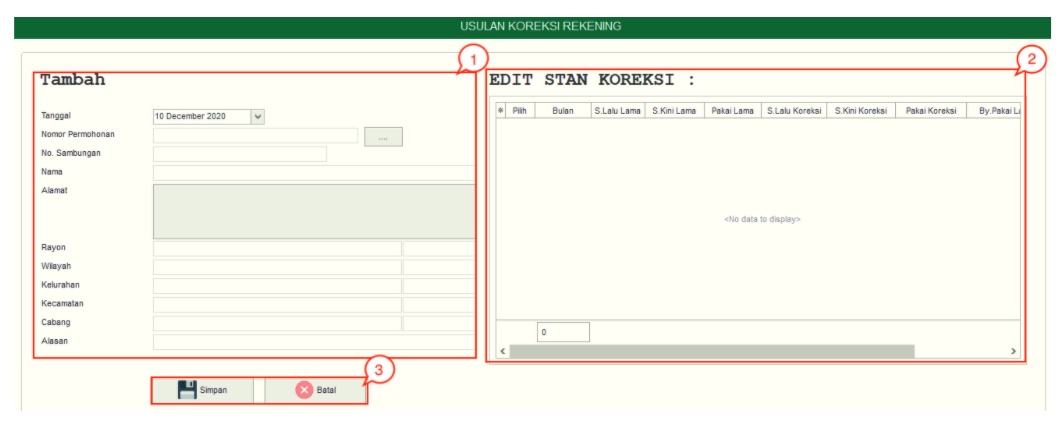 USULAN KOREKSI REKENING
1
2
Tambah
EDIT STAN KOREKSI :
Tanggal
10 December 2020
Nomor Permohonan
....
No. Sambungan
Nama
Alamat
Rayon
Wilayah
Kelurahan
Kecamatan
Cabang
Alasan
Pilih Bulan S.Lalu Lama S.Kini Lama Pakai Lama S.Lalu Koreksi S.Kini Koreksi Pakai Koreksi By.Pakai
<No data to display>
0
3
Simpan
Batal